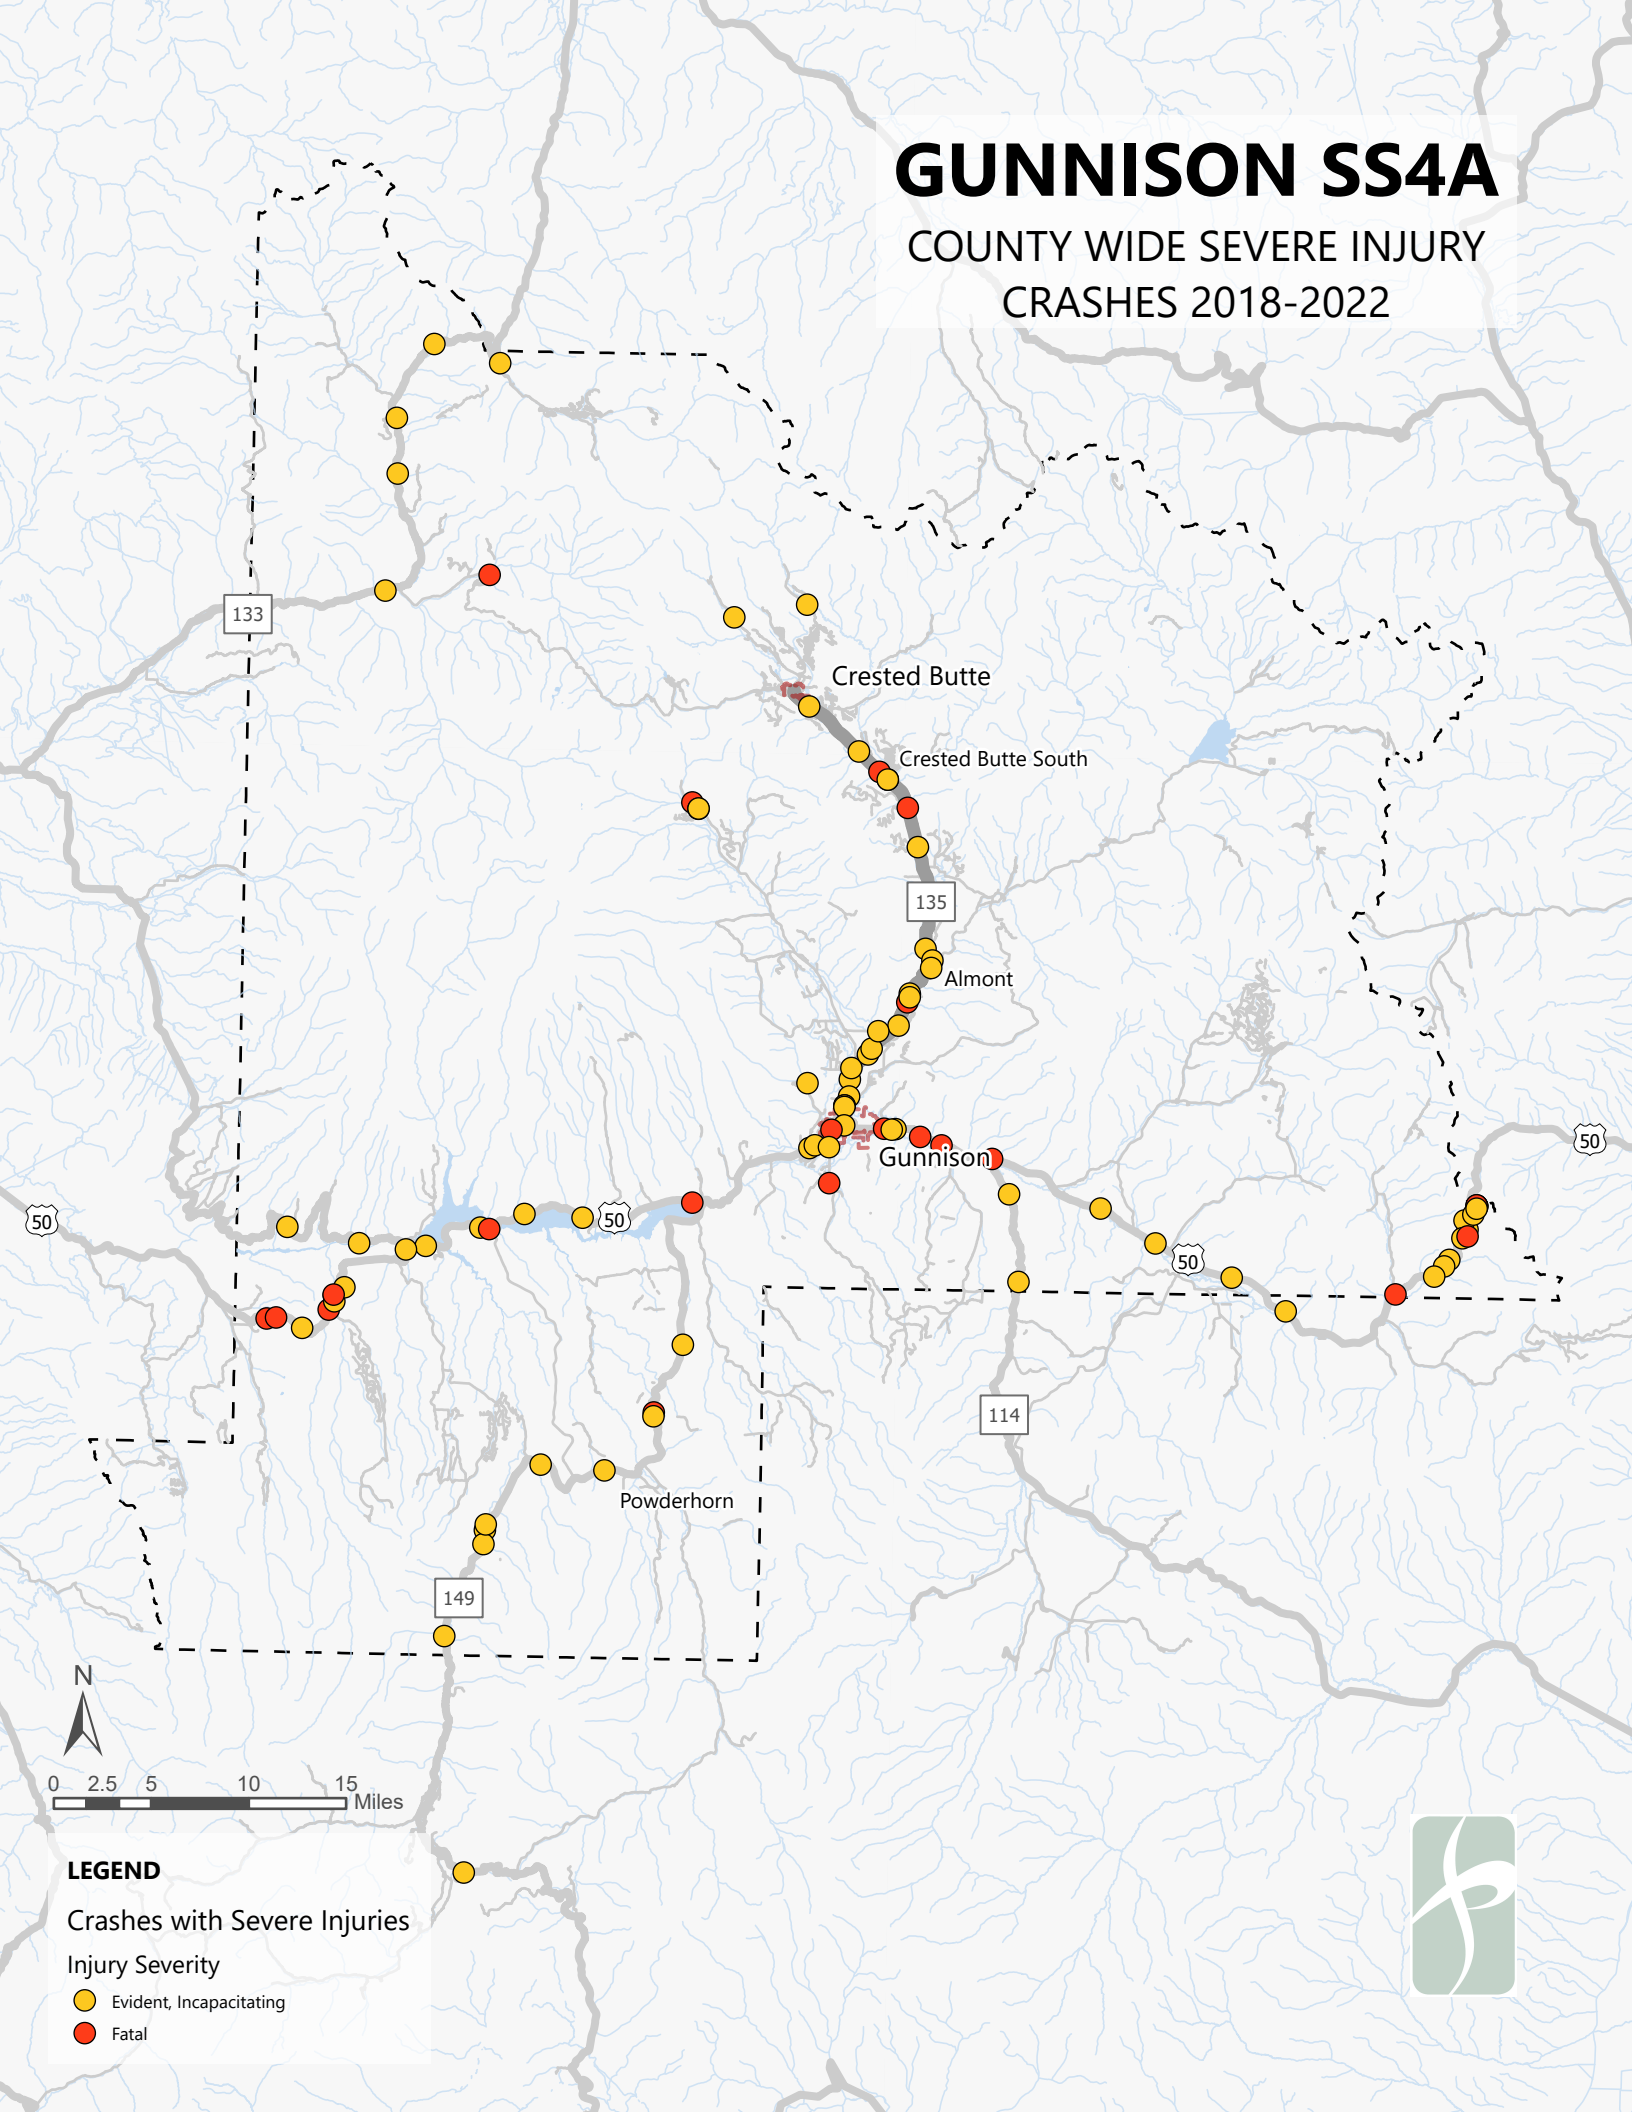 GUNNISON SS4A
COUNTY WIDE SEVERE INJURY
CRASHES 2018-2022
133
Crested Butte
Crested Butte South
135
Almont
Gunnison
50
50
50
50
114
Powderhorn
149
N
0 2.5 5 10 15
Miles
LEGEND
Crashes with Severe Injuries
Injury Severity
Evident, Incapacitating
Fatal